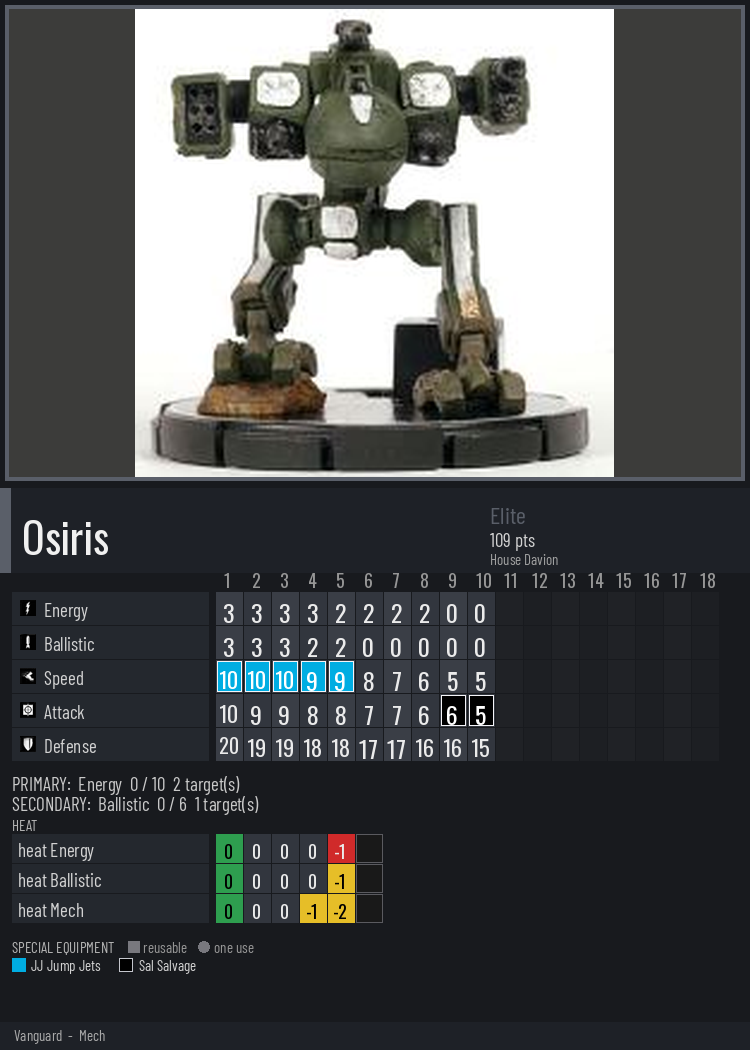 Osiris
Elite
109 pts
House Davion
1 2 3 4 5 6 7 8 9 10 11 12 13 14 15 16 17 18
Energy 3 3 3 3 2 2 2 2 0 0
Ballistic 3 3 3 2 2 0 0 0 0 0
Speed 10 10 10 9 9 8 7 6 5 5
Attack 10 9 9 8 8 7 7 6 6 5
Defense 20 19 19 18 18 17 17 16 16 15
PRIMARY: Energy 0 / 10 2 target(s)
SECONDARY: Ballistic 0 / 6 1 target(s)
HEAT
heat Energy 0 0 0 0 -1
heat Ballistic 0 0 0 0 -1
heat Mech 0 0 0 -1 -2
SPECIAL EQUIPMENT reusable one use
JJ Jump Jets Sal Salvage
Vanguard - Mech